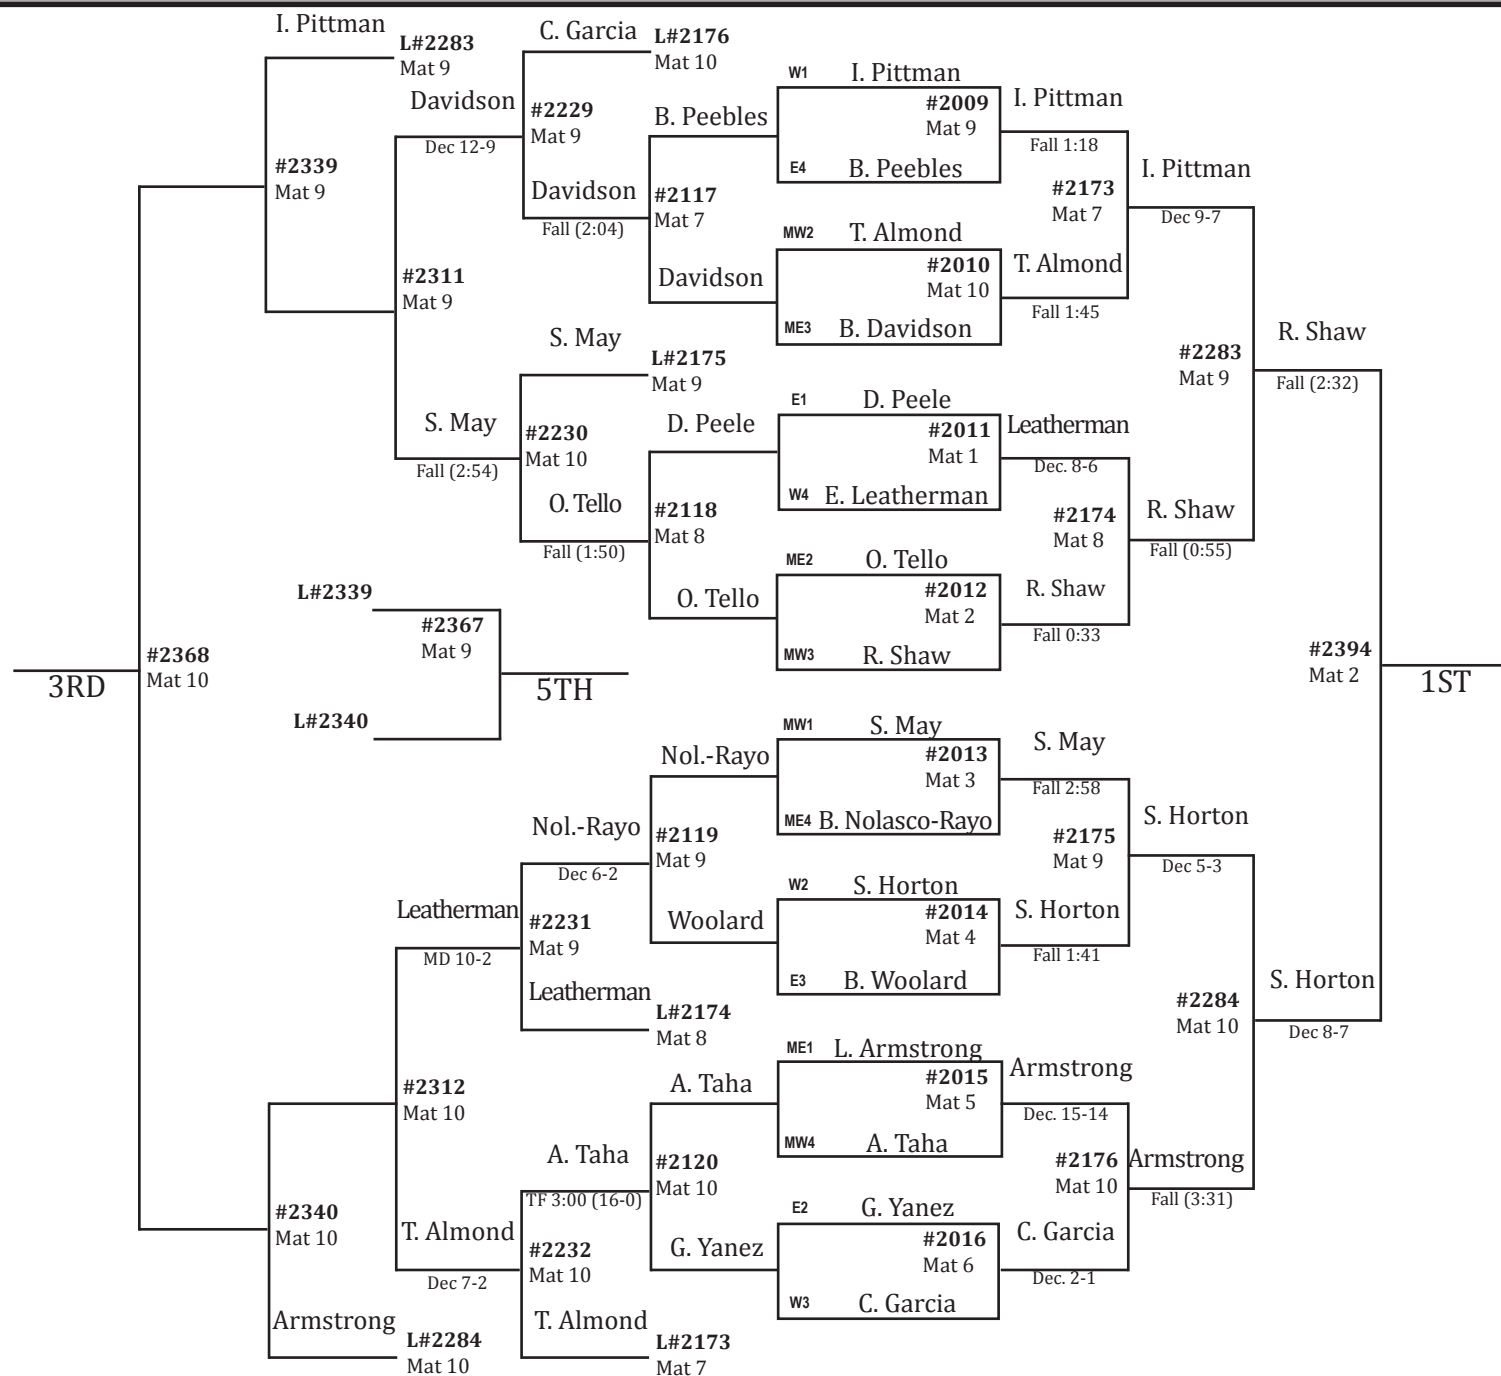 I. Pittman
L#2283
Mat 9
#2339
Mat 9
Davidson
Dec 12-9
#2311
Mat 9
S. May
Fall (2:54)
C. Garcia
L#2176
Mat 10
#2229
Mat 9
Davidson
Fall (2:04)
S. May
L#2175
Mat 9
#2230
Mat 10
O. Tello
Fall (1:50)
B. Peebles
#2117
Mat 7
Davidson
D. Peele
#2118
Mat 8
O. Tello
W1
I. Pittman
#2009
Mat 9
E4
B. Peebles
MW2
T. Almond
#2010
Mat 10
ME3
B. Davidson
E1
D. Peele
#2011
Mat 1
W4
E. Leatherman
ME2
O. Tello
#2012
Mat 2
MW3
R. Shaw
I. Pittman
Fall 1:18
#2173
Mat 7
T. Almond
Fall 1:45
Leatherman
Dec. 8-6
#2174
Mat 8
R. Shaw
Fall 0:33
I. Pittman
Dec 9-7
#2283
Mat 9
R. Shaw
Fall (0:55)
R. Shaw
Fall (2:32)
L#2339
#2367
Mat 9
L#2340
5TH
#2368
Mat 10
3RD
#2394
Mat 2
1ST
Nol.-Rayo
#2119
Mat 9
Woolard
Nol.-Rayo
Dec 6-2
Leatherman
MD 10-2
#2231
Mat 9
Leatherman
L#2174
Mat 8
#2312
Mat 10
A. Taha
#2120
Mat 10
G. Yanez
A. Taha
TF 3:00 (16-0)
T. Almond
Dec 7-2
#2232
Mat 10
T. Almond
L#2173
Mat 7
#2340
Mat 10
Armstrong
L#2284
Mat 10
MW1
S. May
#2013
Mat 3
ME4
B. Nolasco-Rayo
W2
S. Horton
#2014
Mat 4
E3
B. Woolard
ME1
L. Armstrong
#2015
Mat 5
MW4
A. Taha
E2
G. Yanez
#2016
Mat 6
W3
C. Garcia
S. May
Fall 2:58
#2175
Mat 9
S. Horton
Fall 1:41
Armstrong
Dec. 15-14
#2176
Mat 10
C. Garcia
Dec. 2-1
S. Horton
Dec 5-3
#2284
Mat 10
Armstrong
Fall (3:31)
S. Horton
Dec 8-7